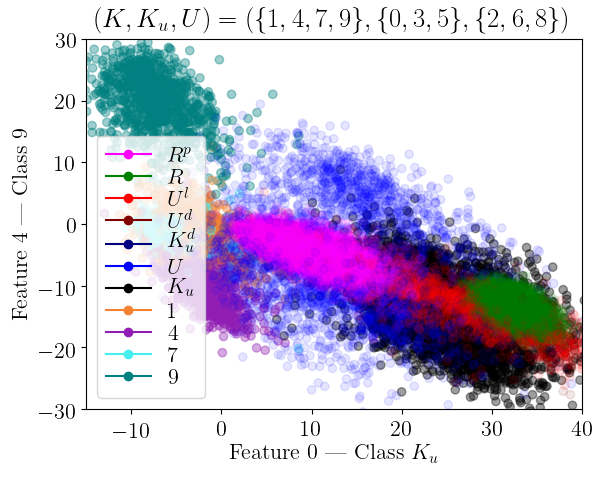 (K, K_u, U) = ({1, 4, 7, 9}, {0, 3, 5}, {2, 6, 8})
30
20
10
0
−10
−20
−30
Feature 4 — Class 9
R^p
R
U^l
U^d
K_u^d
U
K_u
1
4
7
9
−10
0
10
20
30
40
Feature 0 — Class K_u